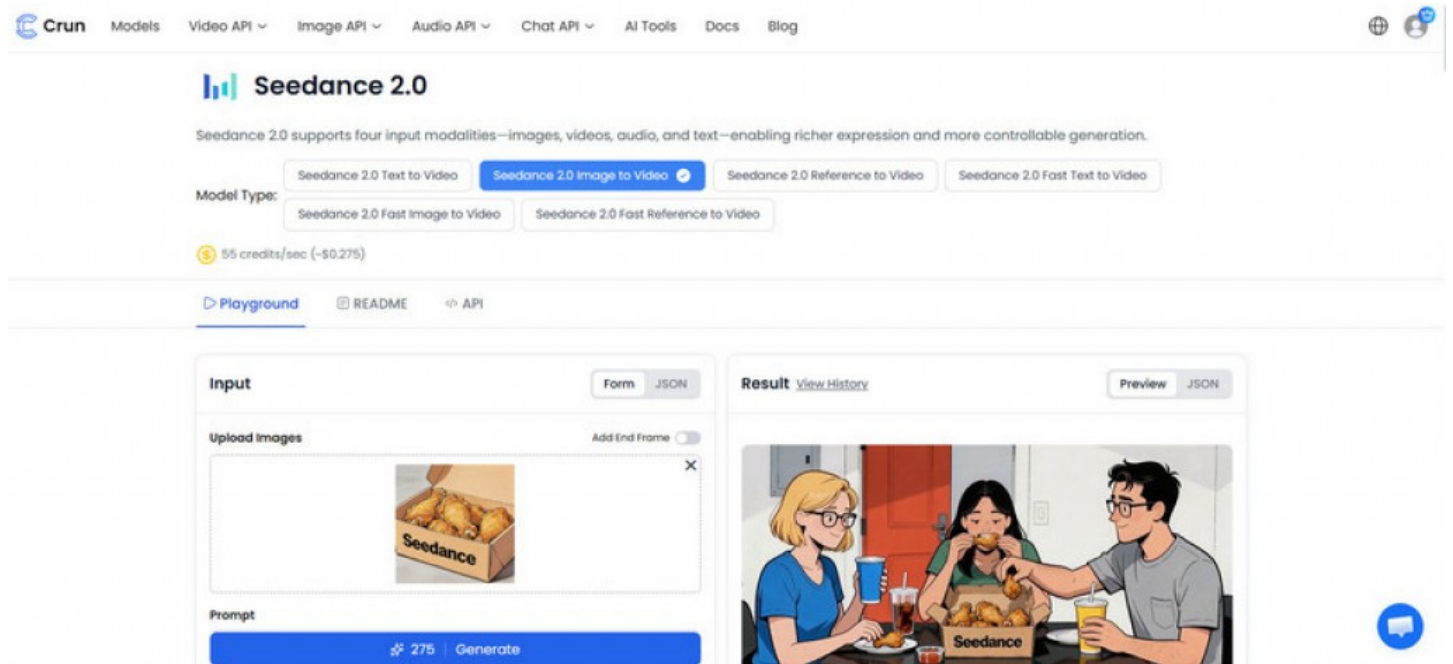 Crun Models Video API Image API Audio API Chat API AI Tools Docs Blog
Seedance 2.0
Seedance 2.0 supports four input modalities—images, videos, audio, and text—enabling richer expression and more controllable generation.
Model Type:
Seedance 2.0 Text to Video Seedance 2.0 Image to Video Seedance 2.0 Reference to Video Seedance 2.0 Fast Text to Video
Seedance 2.0 Fast Image to Video Seedance 2.0 Fast Reference to Video
$ 55 credits/sec (~$0.275)
Playground README </> API
Input Form JSON
Upload Images Add End Frame
Seedance
Prompt
275 | Generate
Result View History Preview JSON
Seedance